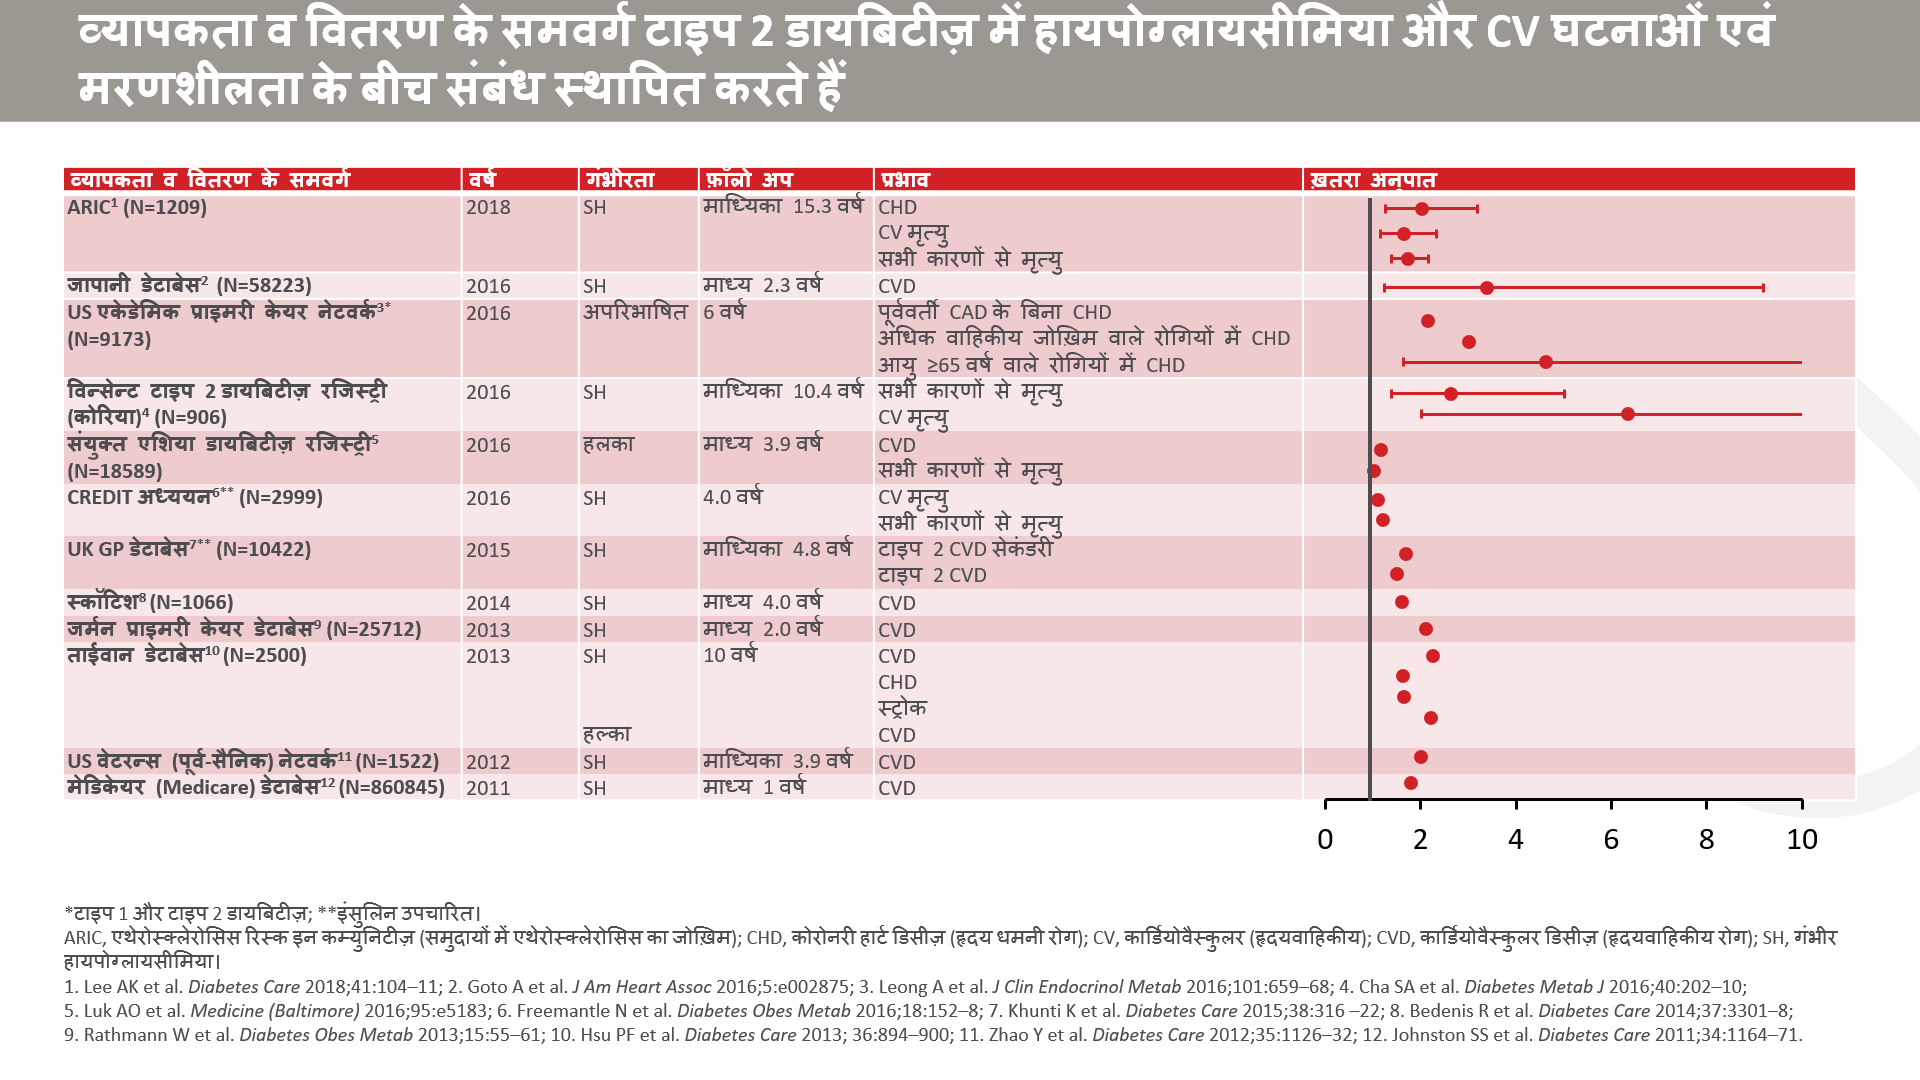 व्यापकता व वितरण के समवर्ग टाइप 2 डायबिटीज़ में हायपोग्लायसीमिया और CV घटनाओं एवं
मरणशीलता के बीच संबंध स्थापित करते हैं
व्यापकता व वितरण के समवर्ग वर्ष गंभीरता फ़ॉलो अप प्रभाव ख़तरा अनुपात
ARIC¹ (N=1209) 2018 SH माध्यिका 15.3 वर्ष CHD
CV मृत्यु
सभी कारणों से मृत्यु
जापानी डेटाबेस² (N=58223) 2016 SH माध्य 2.3 वर्ष CVD
US एकेडेमिक प्राइमरी केयर नेटवर्क³* 2016 अपरिभाषित 6 वर्ष पूर्ववर्ती CAD के बिना CHD
(N=9173) अधिक वाहिकीय जोख़िम वाले रोगियों में CHD
आयु ≥65 वर्ष वाले रोगियों में CHD
विन्सेन्ट टाइप 2 डायबिटीज़ रजिस्ट्री 2016 SH माध्यिका 10.4 वर्ष सभी कारणों से मृत्यु
(कोरिया)⁴ (N=906) CV मृत्यु
संयुक्त एशिया डायबिटीज़ रजिस्ट्री⁵ 2016 हलका माध्य 3.9 वर्ष CVD
(N=18589) सभी कारणों से मृत्यु
CREDIT अध्ययन⁶** (N=2999) 2016 SH 4.0 वर्ष CV मृत्यु
सभी कारणों से मृत्यु
UK GP डेटाबेस⁷** (N=10422) 2015 SH माध्यिका 4.8 वर्ष टाइप 2 CVD सेकंडरी
टाइप 2 CVD
स्कॉटिश⁸ (N=1066) 2014 SH माध्य 4.0 वर्ष CVD
जर्मन प्राइमरी केयर डेटाबेस⁹ (N=25712) 2013 SH माध्य 2.0 वर्ष CVD
ताईवान डेटाबेस¹⁰ (N=2500) 2013 SH 10 वर्ष CVD
CHD
स्ट्रोक
हल्का CVD
US वेटरन्स (पूर्व-सैनिक) नेटवर्क¹¹ (N=1522) 2012 SH माध्यिका 3.9 वर्ष CVD
मेडिकेयर (Medicare) डेटाबेस¹² (N=860845) 2011 SH माध्य 1 वर्ष CVD
0 2 4 6 8 10
*टाइप 1 और टाइप 2 डायबिटीज़; **इंसुलिन उपचारित।
ARIC, एथेरोस्क्लेरोसिस रिस्क इन कम्युनिटीज़ (समुदायों में एथेरोस्क्लेरोसिस का जोख़िम); CHD, कोरोनरी हार्ट डिसीज़ (हृदय धमनी रोग); CV, कार्डियोवैस्कुलर (हृदयवाहिकीय); CVD, कार्डियोवैस्कुलर डिसीज़ (हृदयवाहिकीय रोग); SH, गंभीर
हायपोग्लायसीमिया।
1. Lee AK et al. Diabetes Care 2018;41:104–11; 2. Goto A et al. J Am Heart Assoc 2016;5:e002875; 3. Leong A et al. J Clin Endocrinol Metab 2016;101:659–68; 4. Cha SA et al. Diabetes Metab J 2016;40:202–10;
5. Luk AO et al. Medicine (Baltimore) 2016;95:e5183; 6. Freemantle N et al. Diabetes Obes Metab 2016;18:152–8; 7. Khunti K et al. Diabetes Care 2015;38:316 –22; 8. Bedenis R et al. Diabetes Care 2014;37:3301–8;
9. Rathmann W et al. Diabetes Obes Metab 2013;15:55–61; 10. Hsu PF et al. Diabetes Care 2013; 36:894–900; 11. Zhao Y et al. Diabetes Care 2012;35:1126–32; 12. Johnston SS et al. Diabetes Care 2011;34:1164–71.